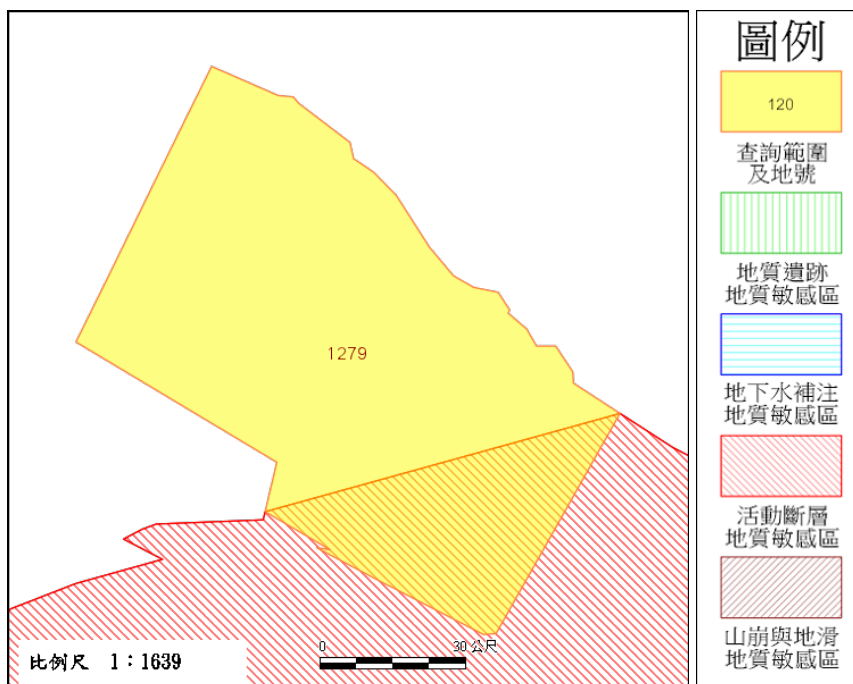 1279
0 30公尺
比例尺 1：1639
圖例
120
查詢範圍
及地號
地質遺跡
地質敏感區
地下水補注
地質敏感區
活動斷層
地質敏感區
山崩與地滑
地質敏感區